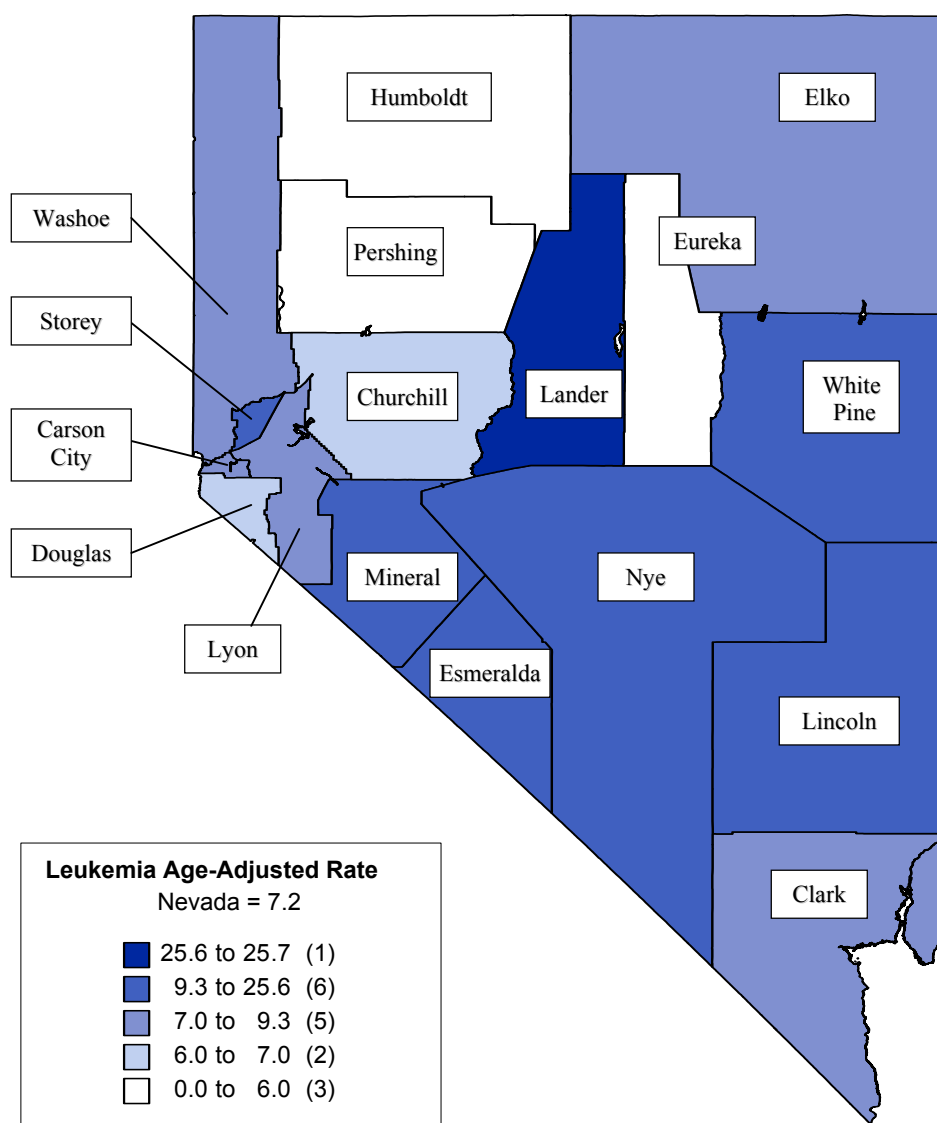 Humboldt
Elko
Washoe
Pershing
Eureka
Storey
Churchill
Lander
White
Pine
Carson
City
Douglas
Mineral
Nye
Lyon
Esmeralda
Lincoln
Clark
Leukemia Age-Adjusted Rate
Nevada = 7.2
25.6 to 25.7 (1)
9.3 to 25.6 (6)
7.0 to 9.3 (5)
6.0 to 7.0 (2)
0.0 to 6.0 (3)